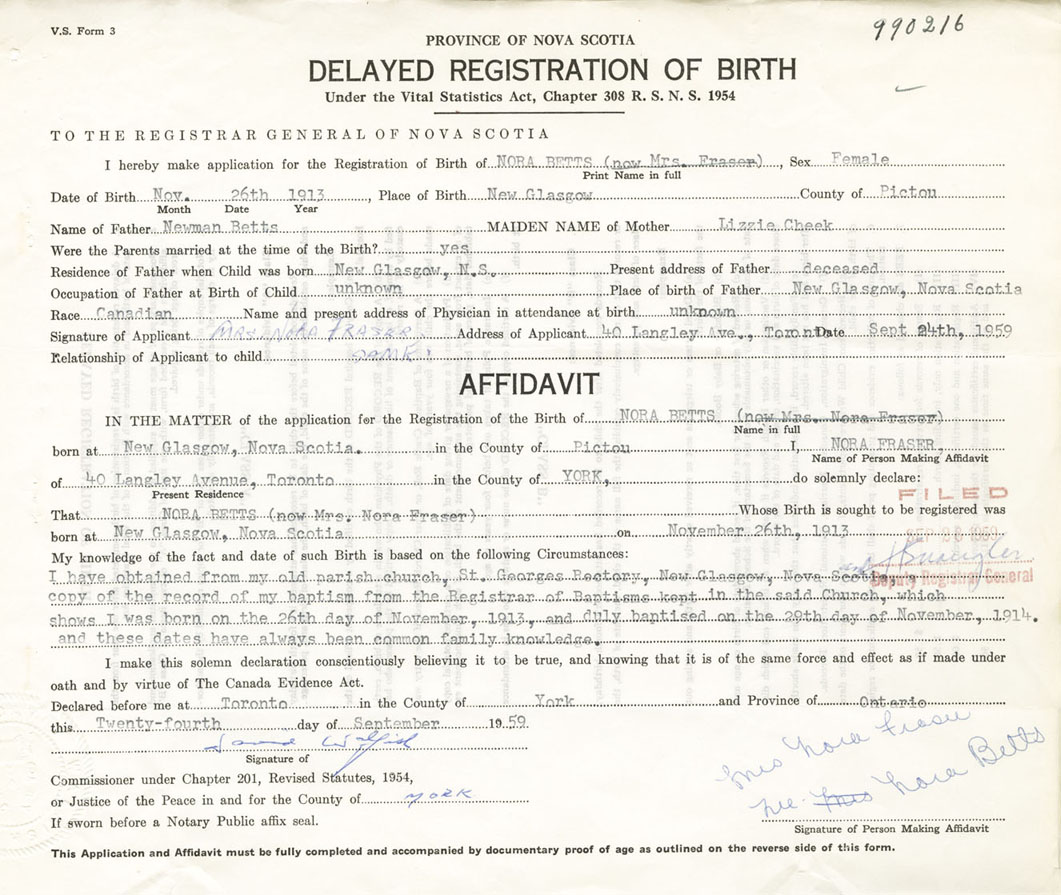 V.S. Form 3
990216
PROVINCE OF NOVA SCOTIA
DELAYED REGISTRATION OF BIRTH
Under the Vital Statistics Act, Chapter 308 R. S. N. S. 1954
TO THE REGISTRAR GENERAL OF NOVA SCOTIA
I hereby make application for the Registration of Birth of NORA BETTS (now Mrs. Fraser), Sex Female
Print Name in full
Date of Birth Nov. 26th 1913, Place of Birth New Glasgow County of Pictou
Month Date Year
Name of Father Newman Betts MAIDEN NAME of Mother Lizzie Cheek
Were the Parents married at the time of the Birth? yes
Residence of Father when Child was born New Glasgow, N.S. Present address of Father deceased
Occupation of Father at Birth of Child unknown Place of birth of Father New Glasgow, Nova Scotia
Race Canadian Name and present address of Physician in attendance at birth unknown
Signature of Applicant MRS. NORA FRASER Address of Applicant 40 Langley Ave., Toronto Date Sept 24th, 1959
Relationship of Applicant to child same
AFFIDAVIT
IN THE MATTER of the application for the Registration of the Birth of NORA BETTS (now Mrs. Nora Fraser)
Name in full
born at New Glasgow, Nova Scotia. in the County of Pictou I, NORA FRASER
Name of Person Making Affidavit
of 40 Langley Avenue, Toronto in the County of YORK, do solemnly declare:
Present Residence
FILED
That NORA BETTS (now Mrs. Nora Fraser) Whose Birth is sought to be registered was
born at New Glasgow, Nova Scotia on November 26th, 1913
My knowledge of the fact and date of such Birth is based on the following Circumstances:
I have obtained from my old parish church, St. Georges Rectory, New Glasgow, Nova Scotia, a
Deputy Registrar General
copy of the record of my baptism from the Registrar of Baptisms kept in the said Church, which
shows I was born on the 26th day of November, 1913, and duly baptised on the 29th day of November, 1914.
and these dates have always been common family knowledge.
I make this solemn declaration conscientiously believing it to be true, and knowing that it is of the same force and effect as if made under
oath and by virtue of The Canada Evidence Act.
Declared before me at Toronto in the County of York and Province of Ontario
this Twenty-fourth day of September 1959
Signature of
Mrs Nora Fraser
nee Mrs Nora Betts
Commissioner under Chapter 201, Revised Statutes, 1954,
or Justice of the Peace in and for the County of YORK
If sworn before a Notary Public affix seal.
Signature of Person Making Affidavit
This Application and Affidavit must be fully completed and accompanied by documentary proof of age as outlined on the reverse side of this form.